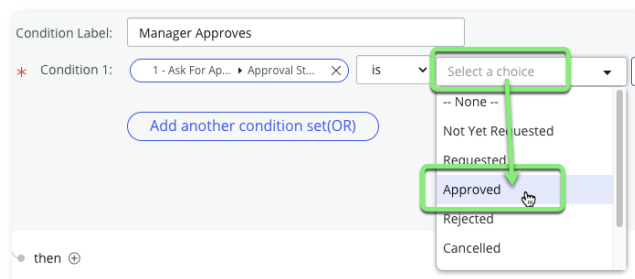 Condition Label: Manager Approves
* Condition 1: 1 - Ask For Ap... ▸ Approval St... X is Select a choice
-- None --
Add another condition set(OR) Not Yet Requested
Requested
Approved
Rejected
Cancelled
then